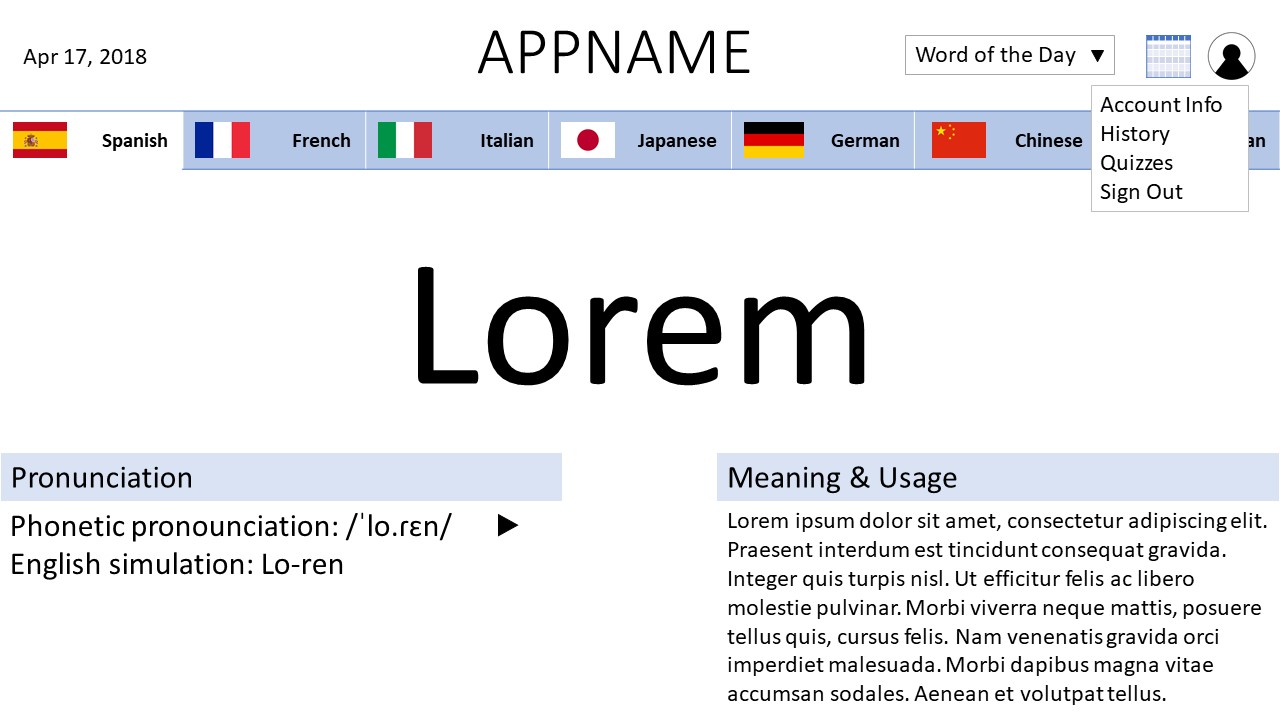 Apr 17, 2018
APPNAME
Word of the Day
Account Info
History
Quizzes
Sign Out
Spanish
French
Italian
Japanese
German
Chinese
an
Lorem
Pronunciation
Phonetic pronounciation: /ˈlo.ɾɛn/
English simulation: Lo-ren
Meaning & Usage
Lorem ipsum dolor sit amet, consectetur adipiscing elit.
Praesent interdum est tincidunt consequat gravida.
Integer quis turpis nisl. Ut efficitur felis ac libero
molestie pulvinar. Morbi viverra neque mattis, posuere
tellus quis, cursus felis. Nam venenatis gravida orci
imperdiet malesuada. Morbi dapibus magna vitae
accumsan sodales. Aenean et volutpat tellus.